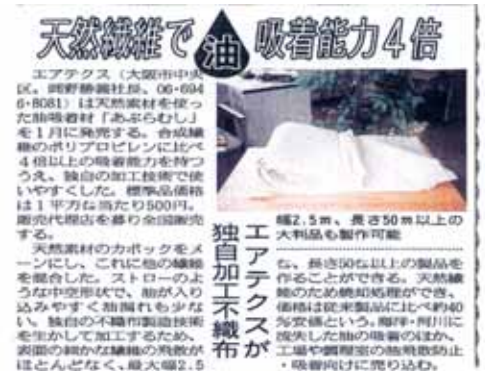 天然繊維で油吸着能力4倍
エアテクスが
独自加工不織布
エアテクス（大阪市中央
区、岡野勝義社長、06・694
6・8081）は天然素材を使っ
た油吸着材「あぶらむし」
を1月に発売する。合成繊
維のポリプロピレンに比べ
4倍以上の吸着能力を持つ
うえ、独自の加工技術で使
いやすくした。標準品価格
は1平方㍍当たり500円。
販売代理店を募り全国販売
する。
天然素材のカポックをメ
ーンにし、これに他の繊維
を混合した。ストローのよ
うな中空形状で、油が入り
込みやすく油漏れも少な
い。独自の不織布製造技術
を生かして加工するため、
表面の細かな繊維の飛散が
ほとんどなく、最大幅2.5
幅2.5m、長さ50m以上の
大判品も製作可能
㍍、長さ50㍍以上の製品を
作ることができる。天然繊
維のため焼却処理ができ、
価格は従来製品に比べ約40
％安価という。海洋・河川に
流失した油の吸着のほか、
工場や調理室の油飛散防止
・吸着向けに売り込む。